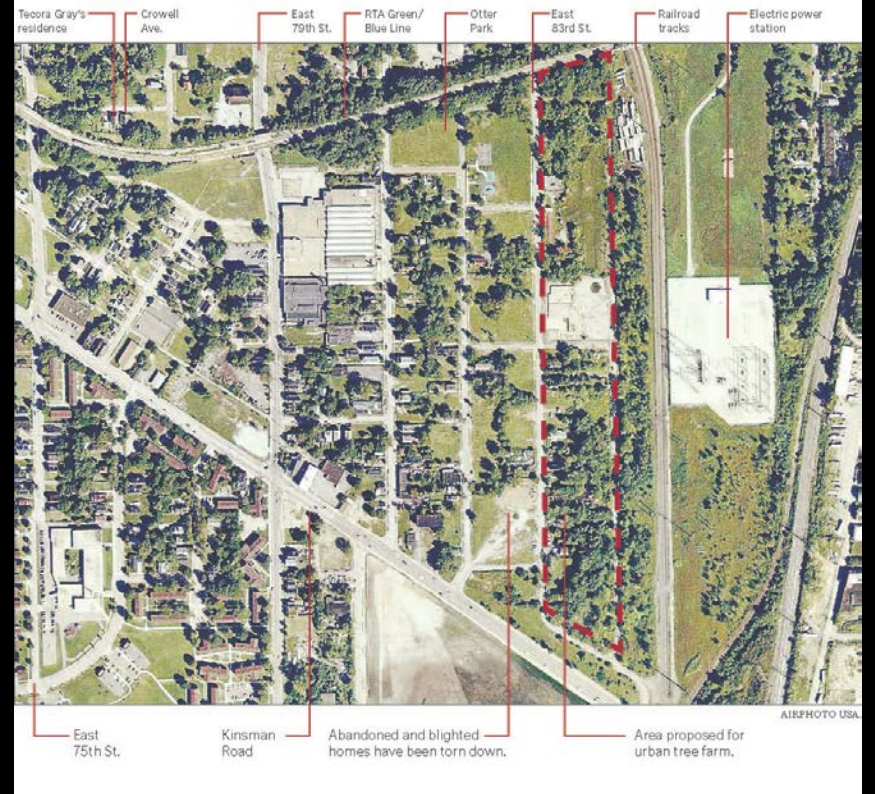 Tecora Gray's
residence
Crowell
Ave.
East
79th St.
RTA Green/
Blue Line
Otter
Park
East
83rd St.
Railroad
tracks
Electric power
station
AIRPHOTO USA
East
75th St.
Kinsman
Road
Abandoned and blighted
homes have been torn down.
Area proposed for
urban tree farm.